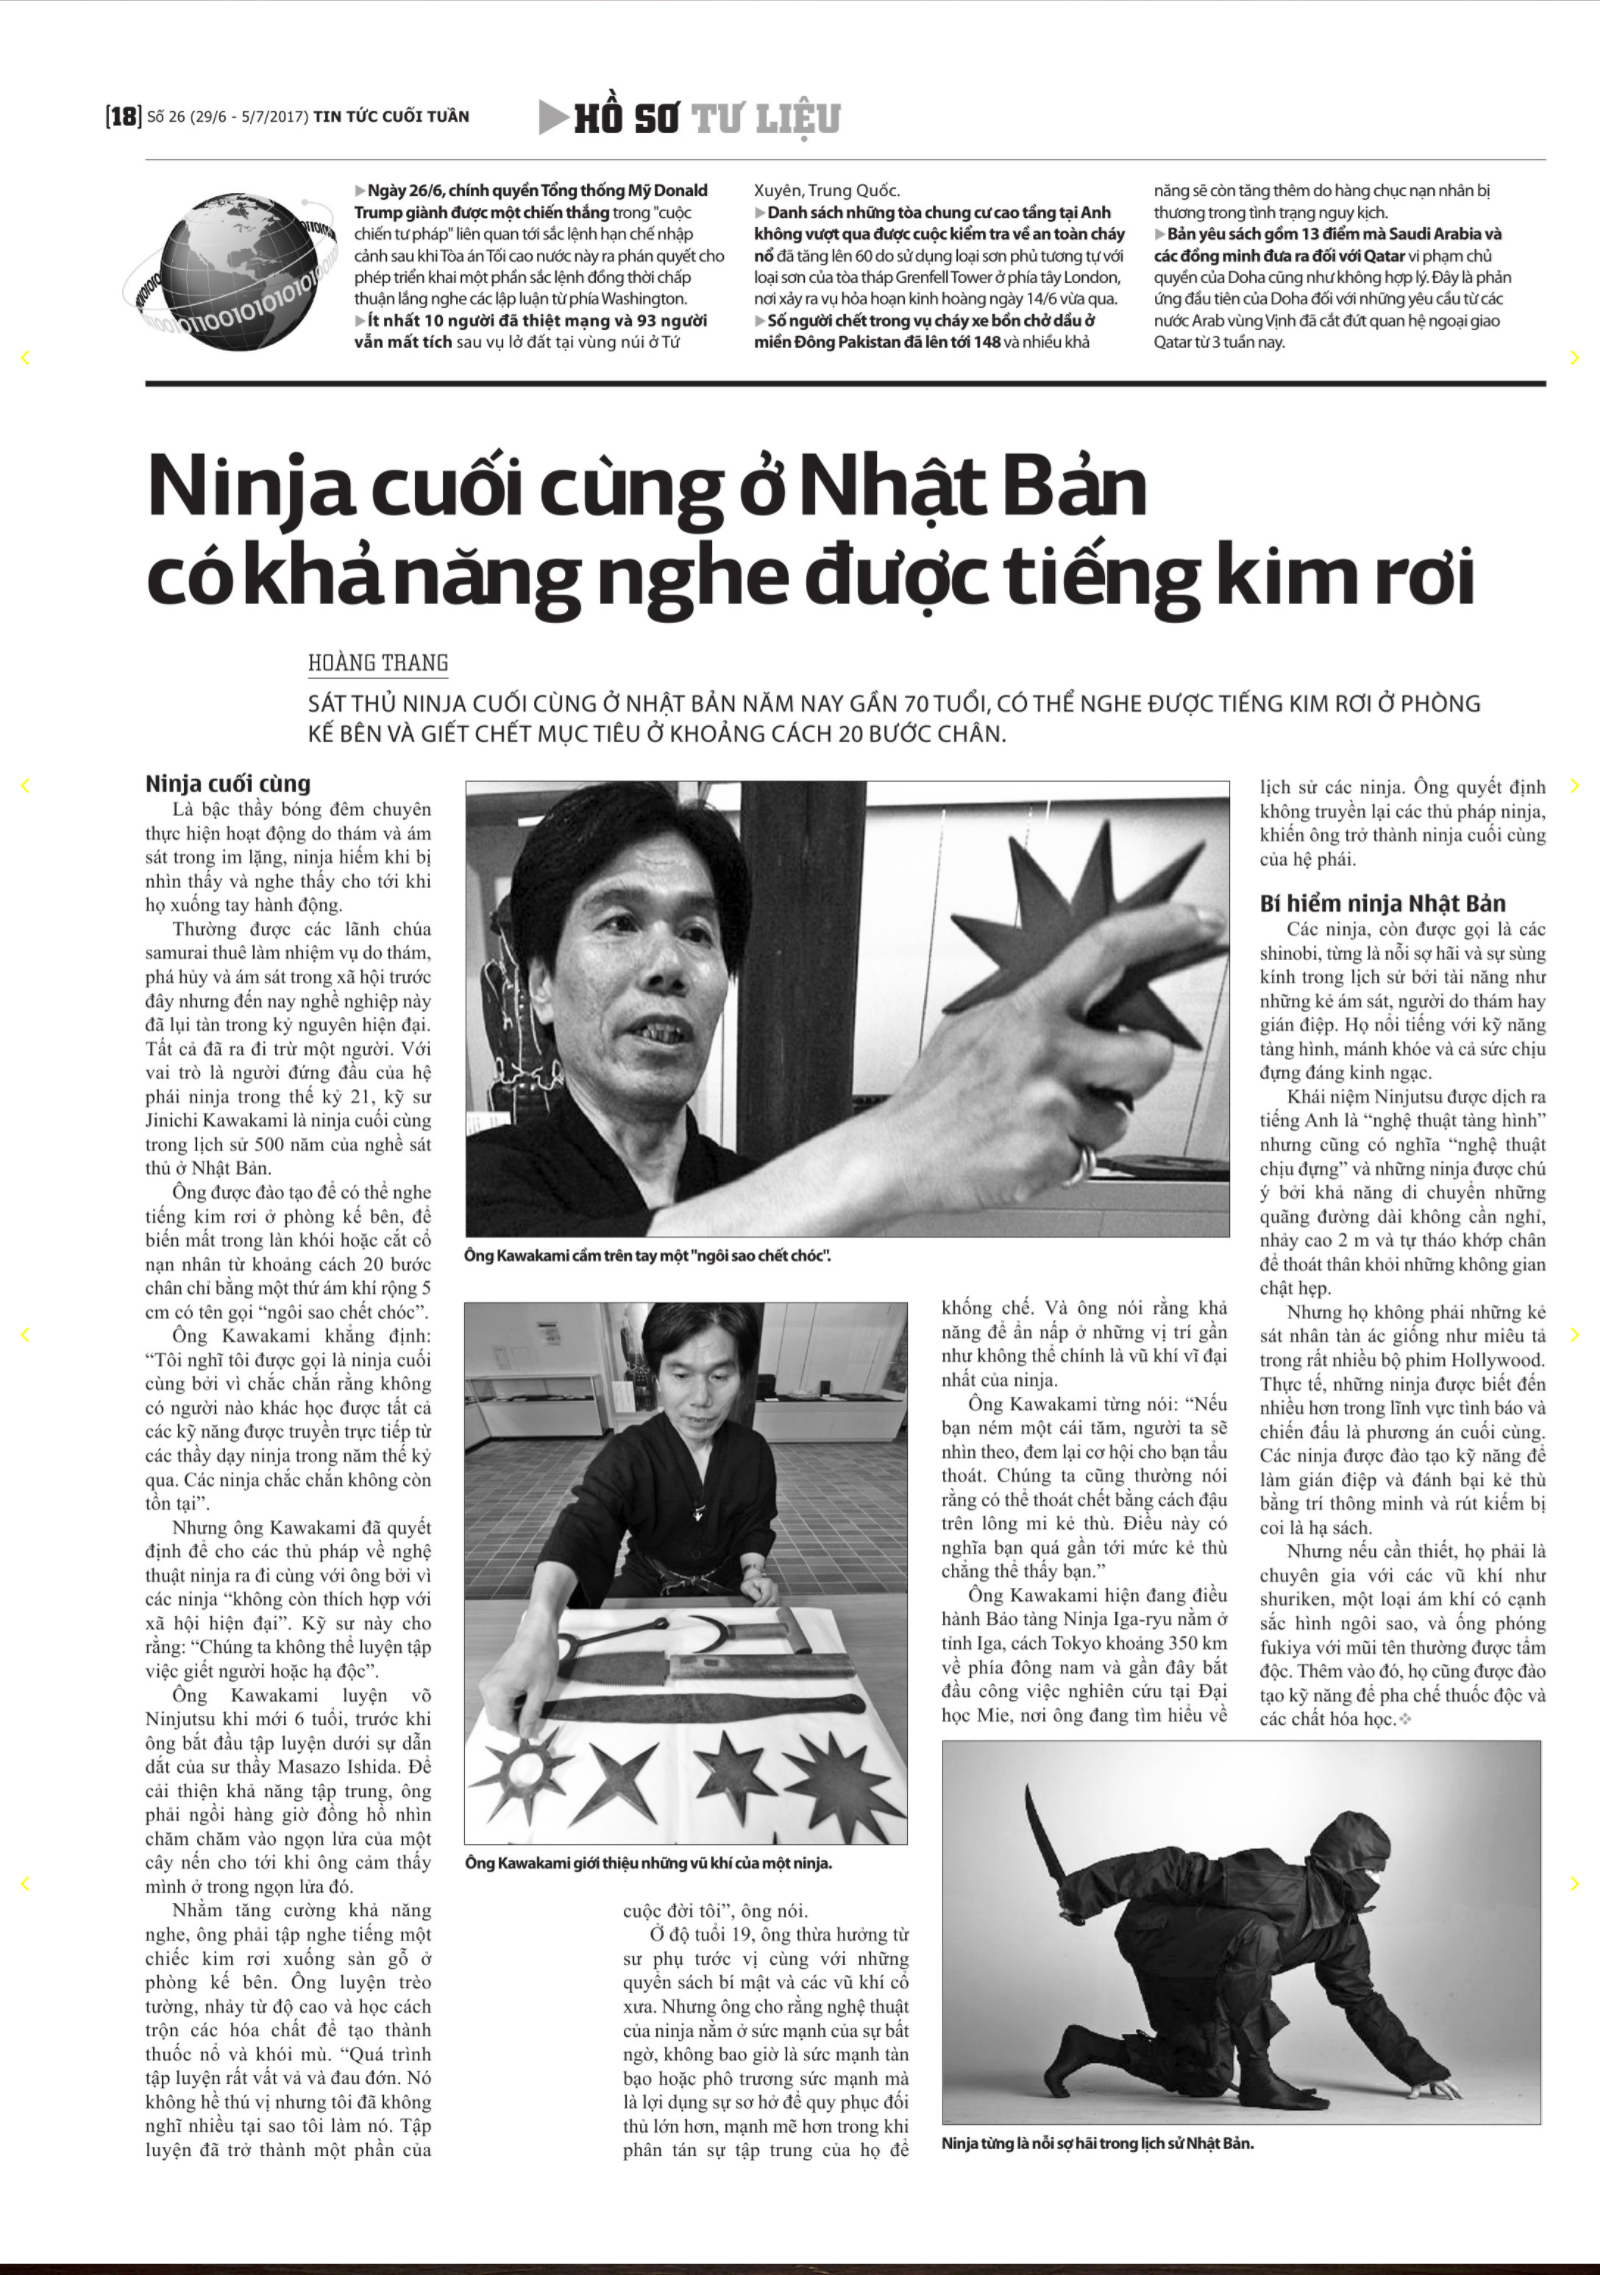 [18] Số 26 (29/6 - 5/7/2017) TIN TỨC CUỐI TUẦN
HỒ SƠ TƯ LIỆU
Ngày 26/6, chính quyền Tổng thống Mỹ Donald
Trump giành được một chiến thắng trong "cuộc
chiến tư pháp" liên quan tới sắc lệnh hạn chế nhập
cảnh sau khi Tòa án Tối cao nước này ra phán quyết cho
phép triển khai một phần sắc lệnh đồng thời chấp
thuận lắng nghe các lập luận từ phía Washington.
Ít nhất 10 người đã thiệt mạng và 93 người
vẫn mất tích sau vụ lở đất tại vùng núi ở Tứ
Xuyên, Trung Quốc.
Danh sách những tòa chung cư cao tầng tại Anh
không vượt qua được cuộc kiểm tra về an toàn cháy
nổ đã tăng lên 60 do sử dụng loại sơn phủ tương tự với
loại sơn của tòa tháp Grenfell Tower ở phía tây London,
nơi xảy ra vụ hỏa hoạn kinh hoàng ngày 14/6 vừa qua.
Số người chết trong vụ cháy xe bồn chở dầu ở
miền Đông Pakistan đã lên tới 148 và nhiều khả
năng sẽ còn tăng thêm do hàng chục nạn nhân bị
thương trong tình trạng nguy kịch.
Bản yêu sách gồm 13 điểm mà Saudi Arabia và
các đồng minh đưa ra đối với Qatar vi phạm chủ
quyền của Doha cũng như không hợp lý. Đây là phản
ứng đầu tiên của Doha đối với những yêu cầu từ các
nước Arab vùng Vịnh đã cắt đứt quan hệ ngoại giao
Qatar từ 3 tuần nay.
Ninja cuối cùng ở Nhật Bản
có khả năng nghe được tiếng kim rơi
HOÀNG TRANG
SÁT THỦ NINJA CUỐI CÙNG Ở NHẬT BẢN NĂM NAY GẦN 70 TUỔI, CÓ THỂ NGHE ĐƯỢC TIẾNG KIM RƠI Ở PHÒNG
KẾ BÊN VÀ GIẾT CHẾT MỤC TIÊU Ở KHOẢNG CÁCH 20 BƯỚC CHÂN.
Ninja cuối cùng
Là bậc thầy bóng đêm chuyên
thực hiện hoạt động do thám và ám
sát trong im lặng, ninja hiếm khi bị
nhìn thấy và nghe thấy cho tới khi
họ xuống tay hành động.
Thường được các lãnh chúa
samurai thuê làm nhiệm vụ do thám,
phá hủy và ám sát trong xã hội trước
đây nhưng đến nay nghề nghiệp này
đã lụi tàn trong kỷ nguyên hiện đại.
Tất cả đã ra đi trừ một người. Với
vai trò là người đứng đầu của hệ
phái ninja trong thế kỷ 21, kỹ sư
Jinichi Kawakami là ninja cuối cùng
trong lịch sử 500 năm của nghề sát
thủ ở Nhật Bản.
Ông được đào tạo để có thể nghe
tiếng kim rơi ở phòng kế bên, để
biến mất trong làn khói hoặc cắt cổ
nạn nhân từ khoảng cách 20 bước
chân chỉ bằng một thứ ám khí rộng 5
cm có tên gọi “ngôi sao chết chóc”.
Ông Kawakami khẳng định:
“Tôi nghĩ tôi được gọi là ninja cuối
cùng bởi vì chắc chắn rằng không
có người nào khác học được tất cả
các kỹ năng được truyền trực tiếp từ
các thầy dạy ninja trong năm thế kỷ
qua. Các ninja chắc chắn không còn
tồn tại”.
Nhưng ông Kawakami đã quyết
định để cho các thủ pháp về nghệ
thuật ninja ra đi cùng với ông bởi vì
các ninja “không còn thích hợp với
xã hội hiện đại”. Kỹ sư này cho
rằng: “Chúng ta không thể luyện tập
việc giết người hoặc hạ độc”.
Ông Kawakami luyện võ
Ninjutsu khi mới 6 tuổi, trước khi
ông bắt đầu tập luyện dưới sự dẫn
dắt của sư thầy Masazo Ishida. Để
cải thiện khả năng tập trung, ông
phải ngồi hàng giờ đồng hồ nhìn
chăm chăm vào ngọn lửa của một
cây nến cho tới khi ông cảm thấy
mình ở trong ngọn lửa đó.
Nhằm tăng cường khả năng
nghe, ông phải tập nghe tiếng một
chiếc kim rơi xuống sàn gỗ ở
phòng kế bên. Ông luyện trèo
tường, nhảy từ độ cao và học cách
trộn các hóa chất để tạo thành
thuốc nổ và khói mù. “Quá trình
tập luyện rất vất vả và đau đớn. Nó
không hề thú vị nhưng tôi đã không
nghĩ nhiều tại sao tôi làm nó. Tập
luyện đã trở thành một phần của
Ông Kawakami cầm trên tay một "ngôi sao chết chóc".
Ông Kawakami giới thiệu những vũ khí của một ninja.
cuộc đời tôi”, ông nói.
Ở độ tuổi 19, ông thừa hưởng từ
sư phụ tước vị cùng với những
quyển sách bí mật và các vũ khí cổ
xưa. Nhưng ông cho rằng nghệ thuật
của ninja nằm ở sức mạnh của sự bất
ngờ, không bao giờ là sức mạnh tàn
bạo hoặc phô trương sức mạnh mà
là lợi dụng sự sơ hở để quy phục đối
thủ lớn hơn, mạnh mẽ hơn trong khi
phân tán sự tập trung của họ để
khống chế. Và ông nói rằng khả
năng để ẩn nấp ở những vị trí gần
như không thể chính là vũ khí vĩ đại
nhất của ninja.
Ông Kawakami từng nói: “Nếu
bạn ném một cái tăm, người ta sẽ
nhìn theo, đem lại cơ hội cho bạn tẩu
thoát. Chúng ta cũng thường nói
rằng có thể thoát chết bằng cách đậu
trên lông mi kẻ thù. Điều này có
nghĩa bạn quá gần tới mức kẻ thù
chẳng thể thấy bạn.”
Ông Kawakami hiện đang điều
hành Bảo tàng Ninja Iga-ryu nằm ở
tỉnh Iga, cách Tokyo khoảng 350 km
về phía đông nam và gần đây bắt
đầu công việc nghiên cứu tại Đại
học Mie, nơi ông đang tìm hiểu về
lịch sử các ninja. Ông quyết định
không truyền lại các thủ pháp ninja,
khiến ông trở thành ninja cuối cùng
của hệ phái.
Bí hiểm ninja Nhật Bản
Các ninja, còn được gọi là các
shinobi, từng là nỗi sợ hãi và sự sùng
kính trong lịch sử bởi tài năng như
những kẻ ám sát, người do thám hay
gián điệp. Họ nổi tiếng với kỹ năng
tàng hình, mánh khóe và cả sức chịu
đựng đáng kinh ngạc.
Khái niệm Ninjutsu được dịch ra
tiếng Anh là “nghệ thuật tàng hình”
nhưng cũng có nghĩa “nghệ thuật
chịu đựng” và những ninja được chú
ý bởi khả năng di chuyển những
quãng đường dài không cần nghỉ,
nhảy cao 2 m và tự tháo khớp chân
để thoát thân khỏi những không gian
chật hẹp.
Nhưng họ không phải những kẻ
sát nhân tàn ác giống như miêu tả
trong rất nhiều bộ phim Hollywood.
Thực tế, những ninja được biết đến
nhiều hơn trong lĩnh vực tình báo và
chiến đấu là phương án cuối cùng.
Các ninja được đào tạo kỹ năng để
làm gián điệp và đánh bại kẻ thù
bằng trí thông minh và rút kiếm bị
coi là hạ sách.
Nhưng nếu cần thiết, họ phải là
chuyên gia với các vũ khí như
shuriken, một loại ám khí có cạnh
sắc hình ngôi sao, và ống phóng
fukiya với mũi tên thường được tẩm
độc. Thêm vào đó, họ cũng được đào
tạo kỹ năng để pha chế thuốc độc và
các chất hóa học.
Ninja từng là nỗi sợ hãi trong lịch sử Nhật Bản.